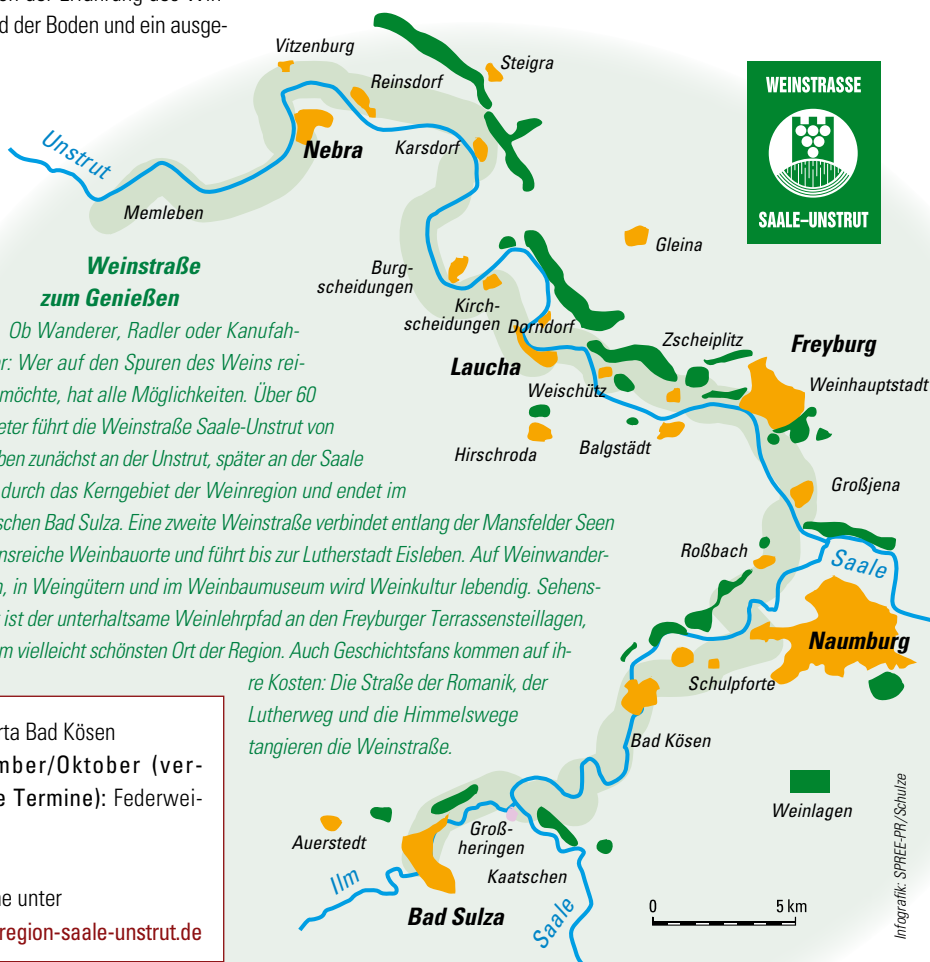 d der Boden und ein ausge-
Vitzenburg
Steigra
Reinsdorf
Unstrut
Nebra
Karsdorf
Memleben
WEINSTRASSE
SAALE–UNSTRUT
Gleina
Burg-
scheidungen
Kirch-
scheidungen
Dorndorf
Laucha
Zscheiplitz
Freyburg
Weinhauptstadt
Weischütz
Hirschroda
Balgstädt
Großjena
Roßbach
Saale
Naumburg
Schulpforte
Bad Kösen
Weinstraße
zum Genießen
Ob Wanderer, Radler oder Kanufah-
r: Wer auf den Spuren des Weins rei-
möchte, hat alle Möglichkeiten. Über 60
eter führt die Weinstraße Saale-Unstrut von
ben zunächst an der Unstrut, später an der Saale
durch das Kerngebiet der Weinregion und endet im
schen Bad Sulza. Eine zweite Weinstraße verbindet entlang der Mansfelder Seen
nsreiche Weinbauorte und führt bis zur Lutherstadt Eisleben. Auf Weinwander-
, in Weingütern und im Weinbaumuseum wird Weinkultur lebendig. Sehens-
ist der unterhaltsame Weinlehrpfad an den Freyburger Terrassensteillagen,
m vielleicht schönsten Ort der Region. Auch Geschichtsfans kommen auf ih-
re Kosten: Die Straße der Romanik, der
Lutherweg und die Himmelswege
tangieren die Weinstraße.
rta Bad Kösen
mber/Oktober (ver-
e Termine): Federwei-
ne unter
region-saale-unstrut.de
Auerstedt
Groß-
heringen
Kaatschen
Ilm
Bad Sulza
Saale
Weinlagen
0 5 km
Infografik: SPREE-PR/Schulze